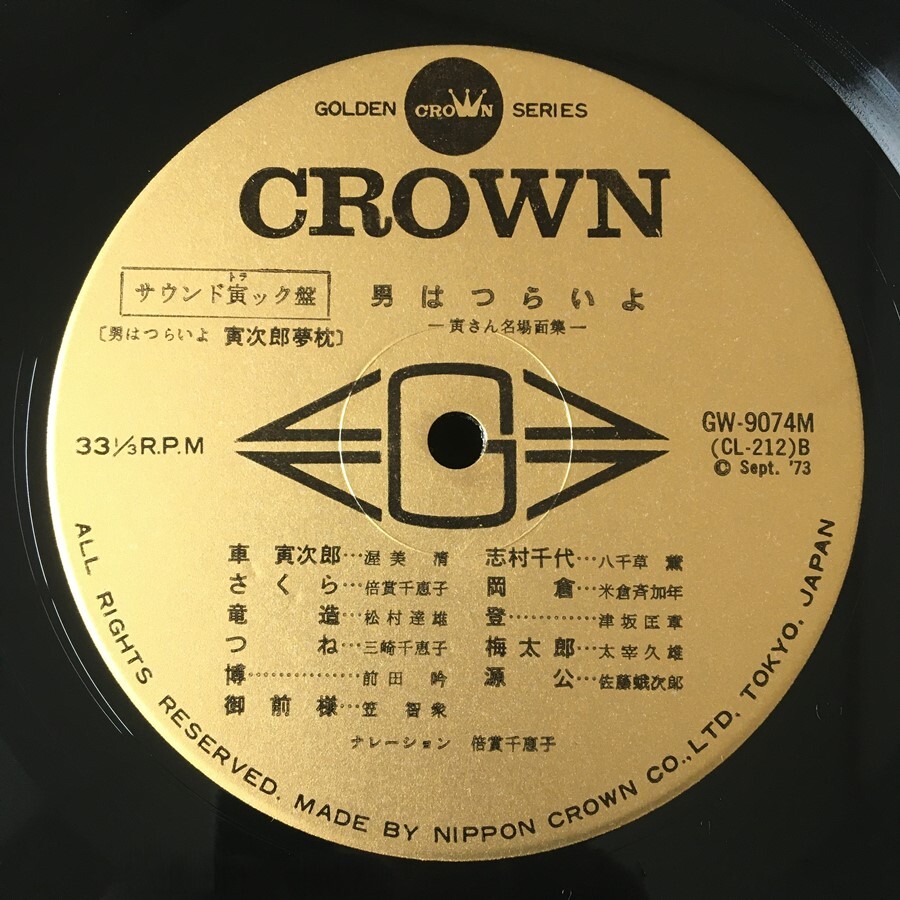 GOLDEN CROWN SERIES
CROWN
トラ
サウンド寅ック盤
男はつらいよ
〔男はつらいよ 寅次郎夢枕〕
―寅さん名場面集―
G
33 1/3 R.P.M
GW-9074M
(CL-212)B
© Sept. '73
車寅次郎…渥美清
さくら…倍賞千恵子
竜造…松村達雄
つね…三崎千恵子
博……………前田吟
御前様…笠智衆
志村千代…八千草薫
岡倉…米倉斉加年
登…………津坂匡章
梅太郎…太宰久雄
源公…佐藤蛾次郎
ナレーション 倍賞千恵子
ALL RIGHTS RESERVED. MADE BY NIPPON CROWN CO.,LTD. TOKYO. JAPAN